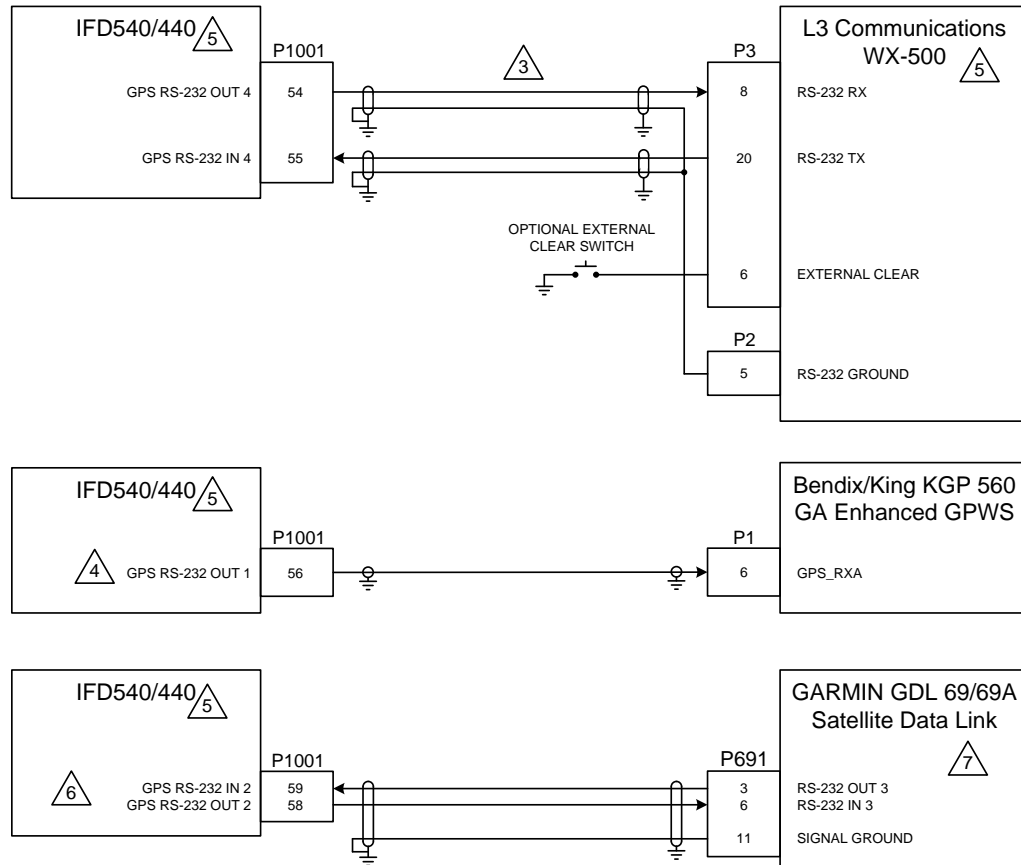 IFD540/440
5
P1001
GPS RS-232 OUT 4
54
GPS RS-232 IN 4
55
3
L3 Communications
WX-500
5
P3
8
RS-232 RX
20
RS-232 TX
OPTIONAL EXTERNAL
CLEAR SWITCH
6
EXTERNAL CLEAR
P2
5
RS-232 GROUND
IFD540/440
5
P1001
4
GPS RS-232 OUT 1
56
Bendix/King KGP 560
GA Enhanced GPWS
P1
6
GPS_RXA
IFD540/440
5
P1001
6
GPS RS-232 IN 2
59
GPS RS-232 OUT 2
58
GARMIN GDL 69/69A
Satellite Data Link
7
P691
3
RS-232 OUT 3
6
RS-232 IN 3
11
SIGNAL GROUND